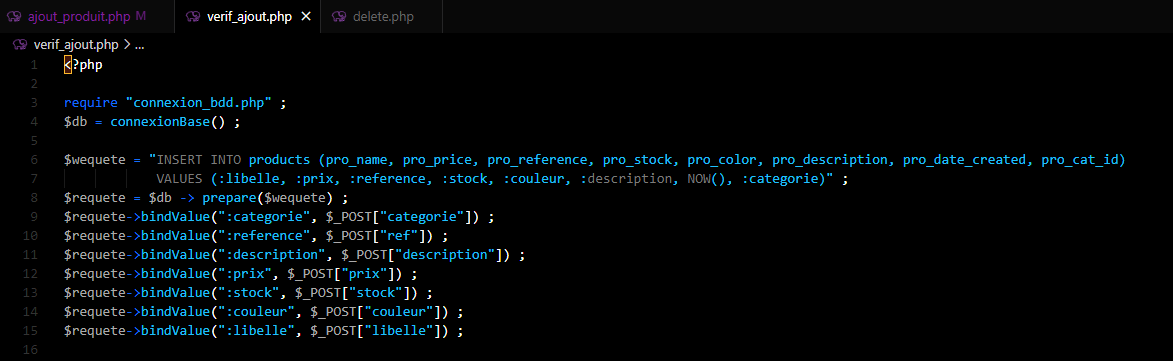 ajout_produit.php M verif_ajout.php × delete.php
verif_ajout.php > ...
1 <?php
2
3 require "connexion_bdd.php" ;
4 $db = connexionBase() ;
5
6 $wequete = "INSERT INTO products (pro_name, pro_price, pro_reference, pro_stock, pro_color, pro_description, pro_date_created, pro_cat_id)
7 VALUES (:libelle, :prix, :reference, :stock, :couleur, :description, NOW(), :categorie)" ;
8 $requete = $db -> prepare($wequete) ;
9 $requete->bindValue(":categorie", $_POST["categorie"]) ;
10 $requete->bindValue(":reference", $_POST["ref"]) ;
11 $requete->bindValue(":description", $_POST["description"]) ;
12 $requete->bindValue(":prix", $_POST["prix"]) ;
13 $requete->bindValue(":stock", $_POST["stock"]) ;
14 $requete->bindValue(":couleur", $_POST["couleur"]) ;
15 $requete->bindValue(":libelle", $_POST["libelle"]) ;
16